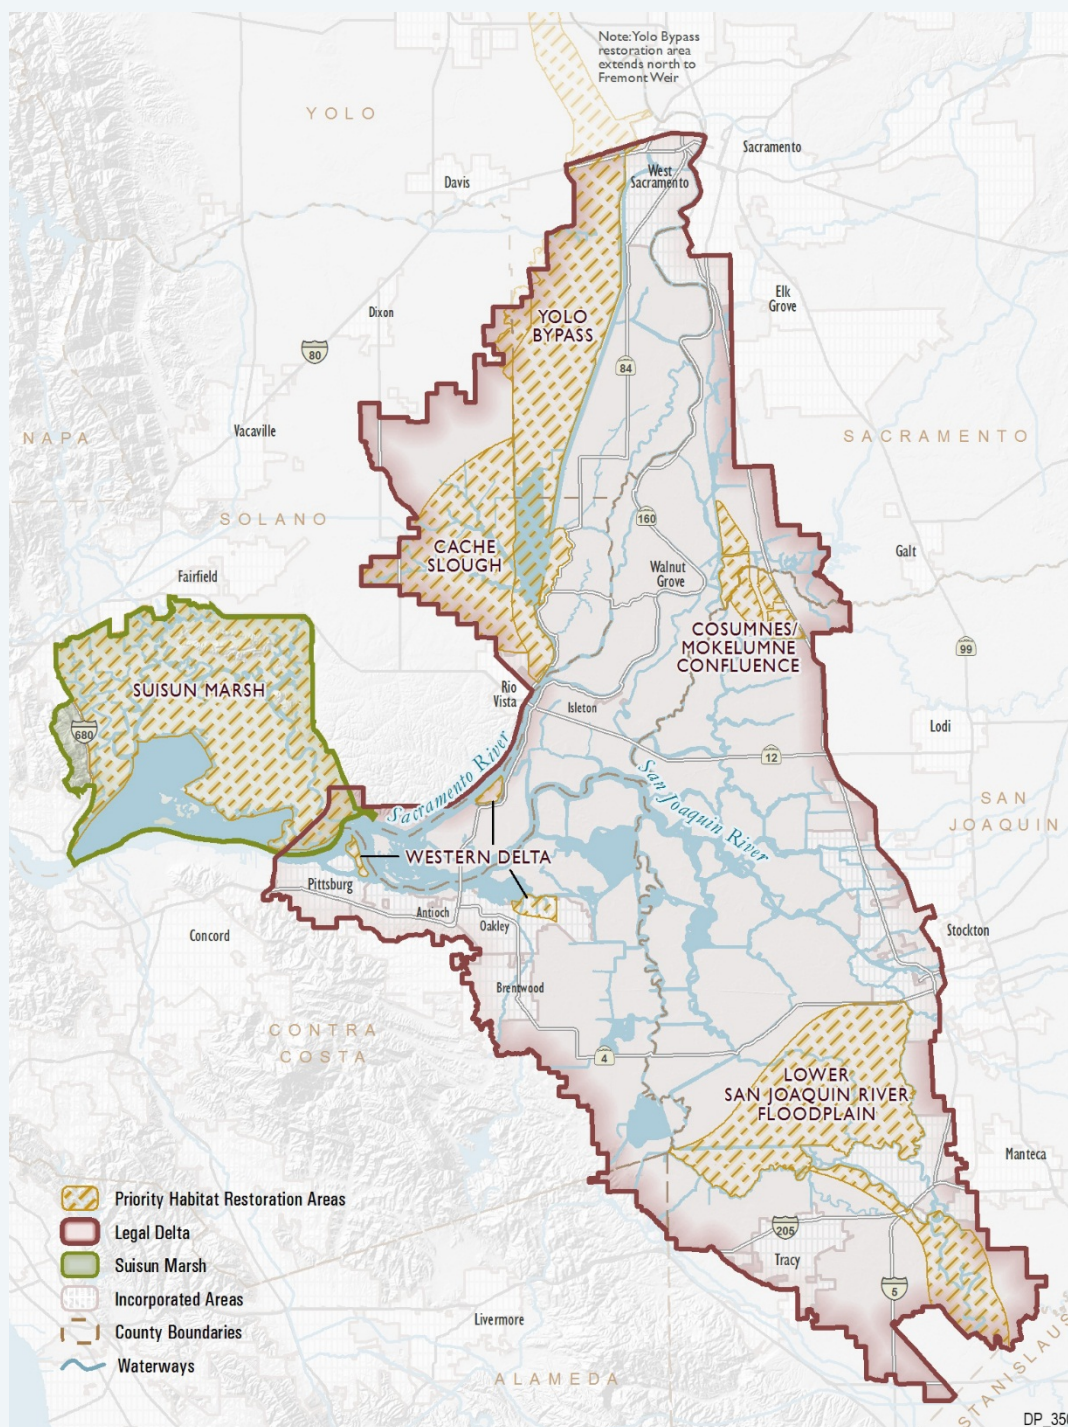 Note: Yolo Bypass
restoration area
extends north to
Fremont Weir
YOLO
Sacramento
West
Sacramento
Davis
Elk
Grove
Dixon
YOLO
BYPASS
80
84
NAPA
Vacaville
SACRAMENTO
SOLANO
160
CACHE
SLOUGH
Galt
Walnut
Grove
Fairfield
COSUMNES/
MOKELUMNE
CONFLUENCE
99
SUISUN MARSH
Rio
Vista
Isleton
680
Lodi
12
Sacramento River
San Joaquin River
SAN
JOAQUIN
WESTERN DELTA
Pittsburg
Antioch
Oakley
Concord
Stockton
Brentwood
CONTRA
COSTA
4
LOWER
SAN JOAQUIN RIVER
FLOODPLAIN
Manteca
Priority Habitat Restoration Areas
Legal Delta
Suisun Marsh
Incorporated Areas
County Boundaries
Waterways
205
Tracy
5
Livermore
ALAMEDA
STANISLAUS
DP_350